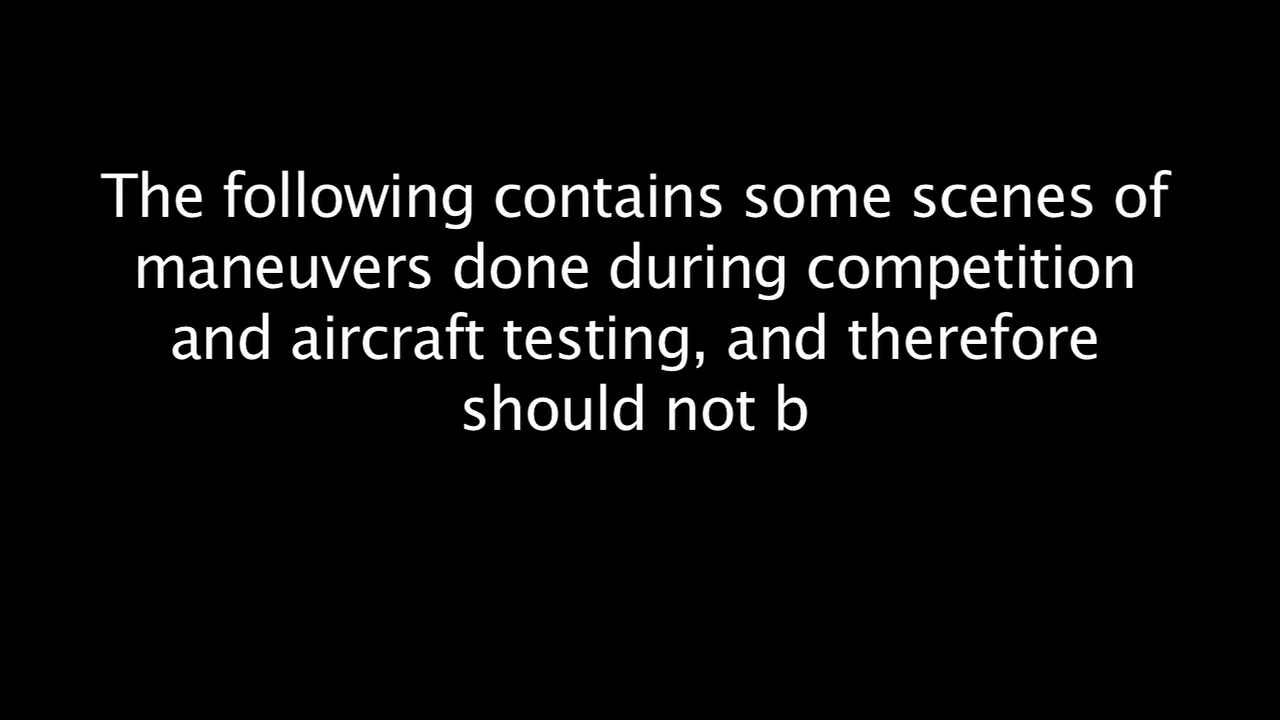 The following contains some scenes of
maneuvers done during competition
and aircraft testing, and therefore
should not b